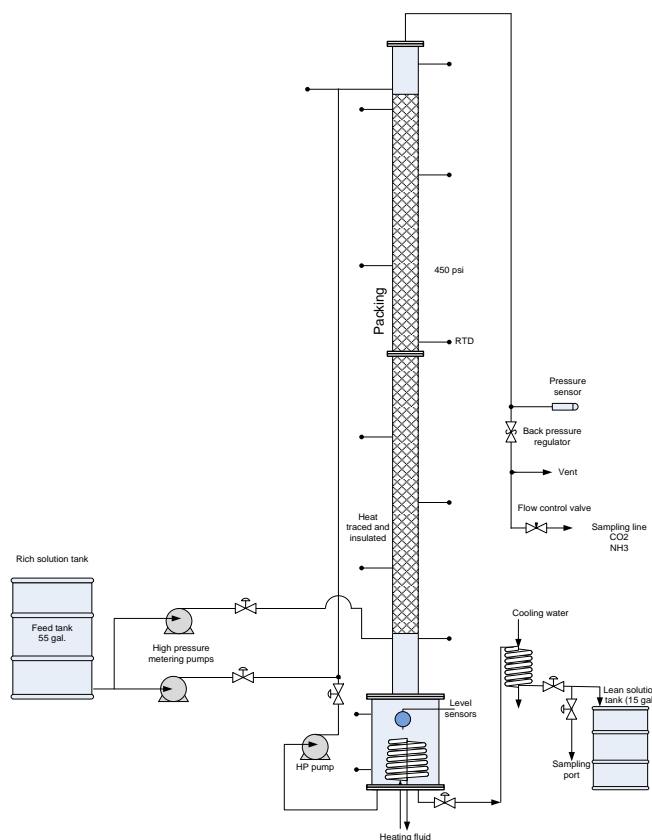 450 psi
Packing
RTD
Pressure
sensor
Back pressure
regulator
Vent
Flow control valve
Heat
traced and
insulated
Sampling line
CO2
NH3
Rich solution tank
Cooling water
Feed tank
55 gal.
High pressure
metering pumps
Level
sensors
Lean solution
tank (15 gal
HP pump
Sampling
port
Heating fluid